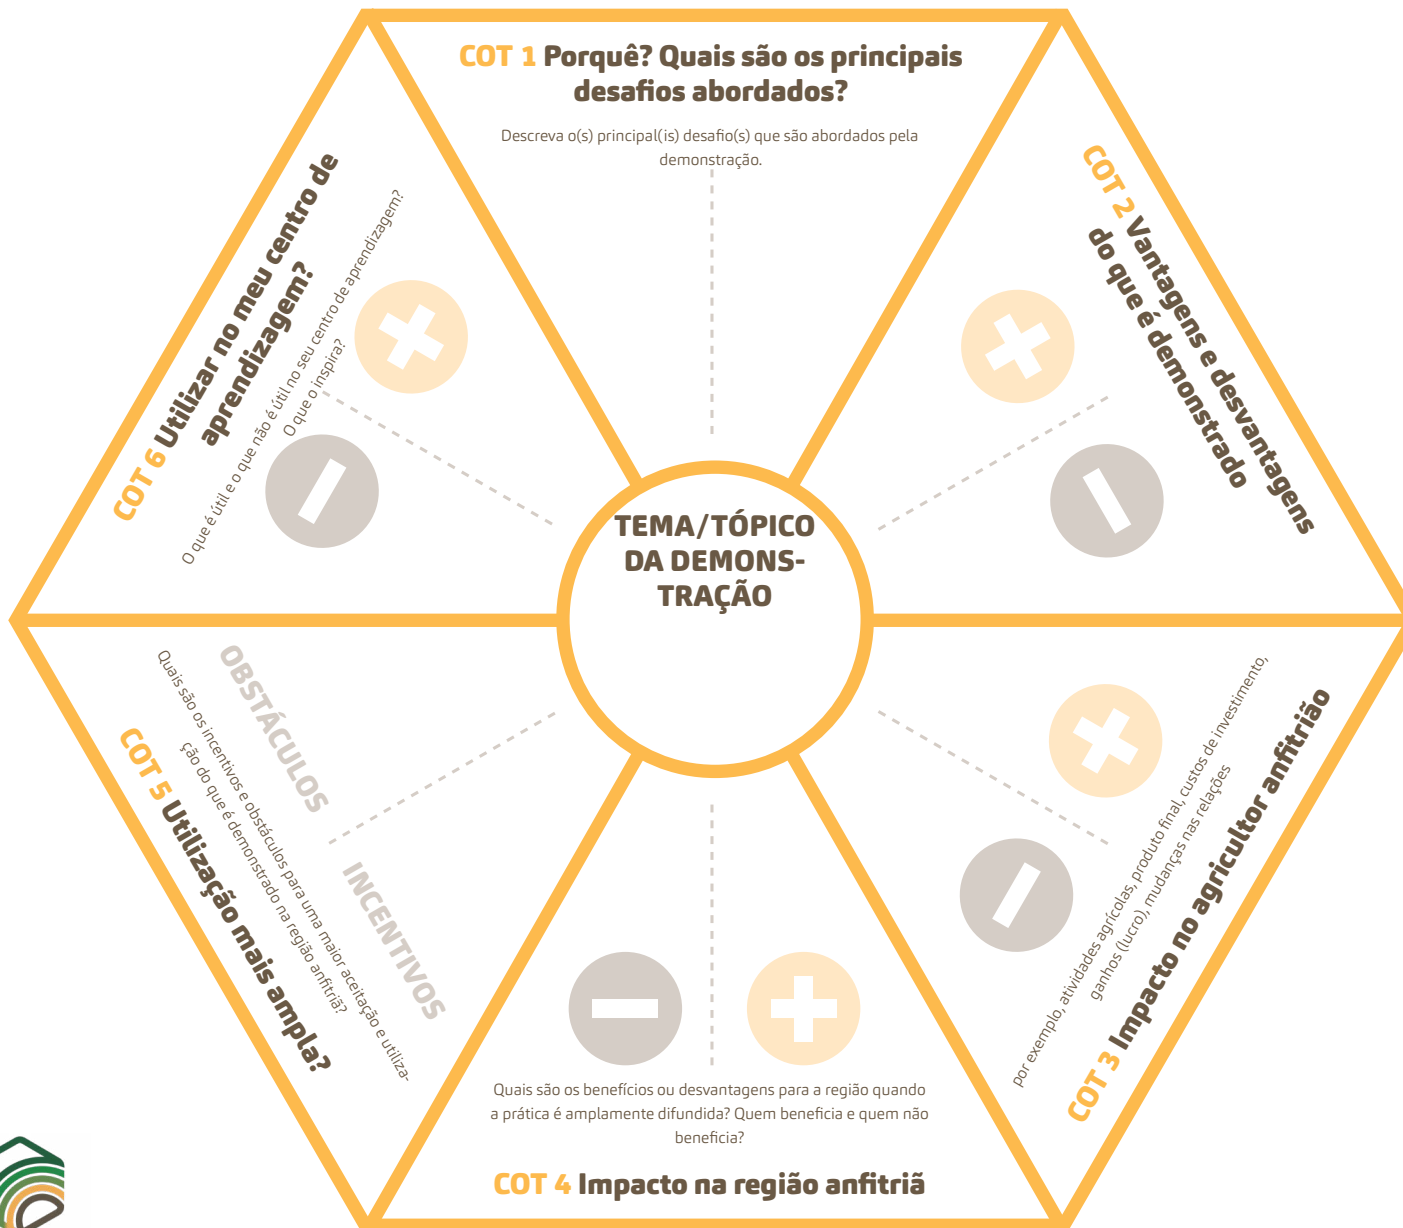 COT 1 Porquê? Quais são os principais
desafios abordados?
Descreva o(s) principal(is) desafio(s) que são abordados pela
demonstração.
COT 2 Vantagens e desvantagens
do que é demonstrado
por exemplo, atividades agrícolas, produto final, custos de investimento,
ganhos (lucro), mudanças nas relações
COT 3 Impacto no agricultor anfitrião
Quais são os benefícios ou desvantagens para a região quando
a prática é amplamente difundida? Quem beneficia e quem não
beneficia?
COT 4 Impacto na região anfitriã
COT 5 Utilização mais ampla?
Quais são os incentivos e obstáculos para uma maior aceitação e utiliza-
ção do que é demonstrado na região anfitriã?
OBSTÁCULOS
INCENTIVOS
COT 6 Utilizar no meu centro de
aprendizagem?
O que é útil e o que não é útil no seu centro de aprendizagem?
O que o inspira?
TEMA/TÓPICO
DA DEMONS-
TRAÇÃO